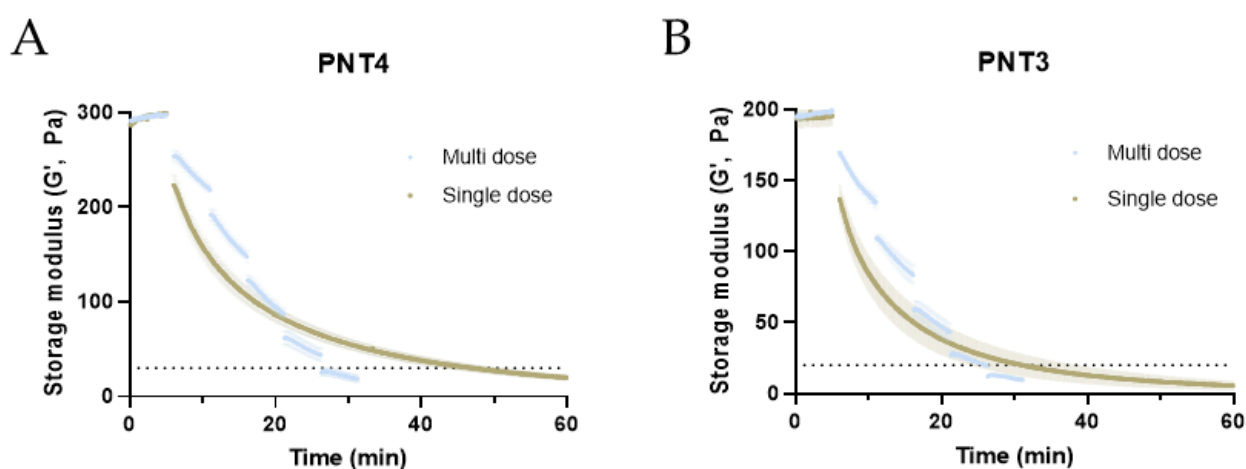 A
PNT4
Storage modulus (G', Pa)
300
200
100
0
0
20
40
60
Time (min)
Multi dose
Single dose
B
PNT3
Storage modulus (G', Pa)
200
150
100
50
0
0
20
40
60
Time (min)
Multi dose
Single dose